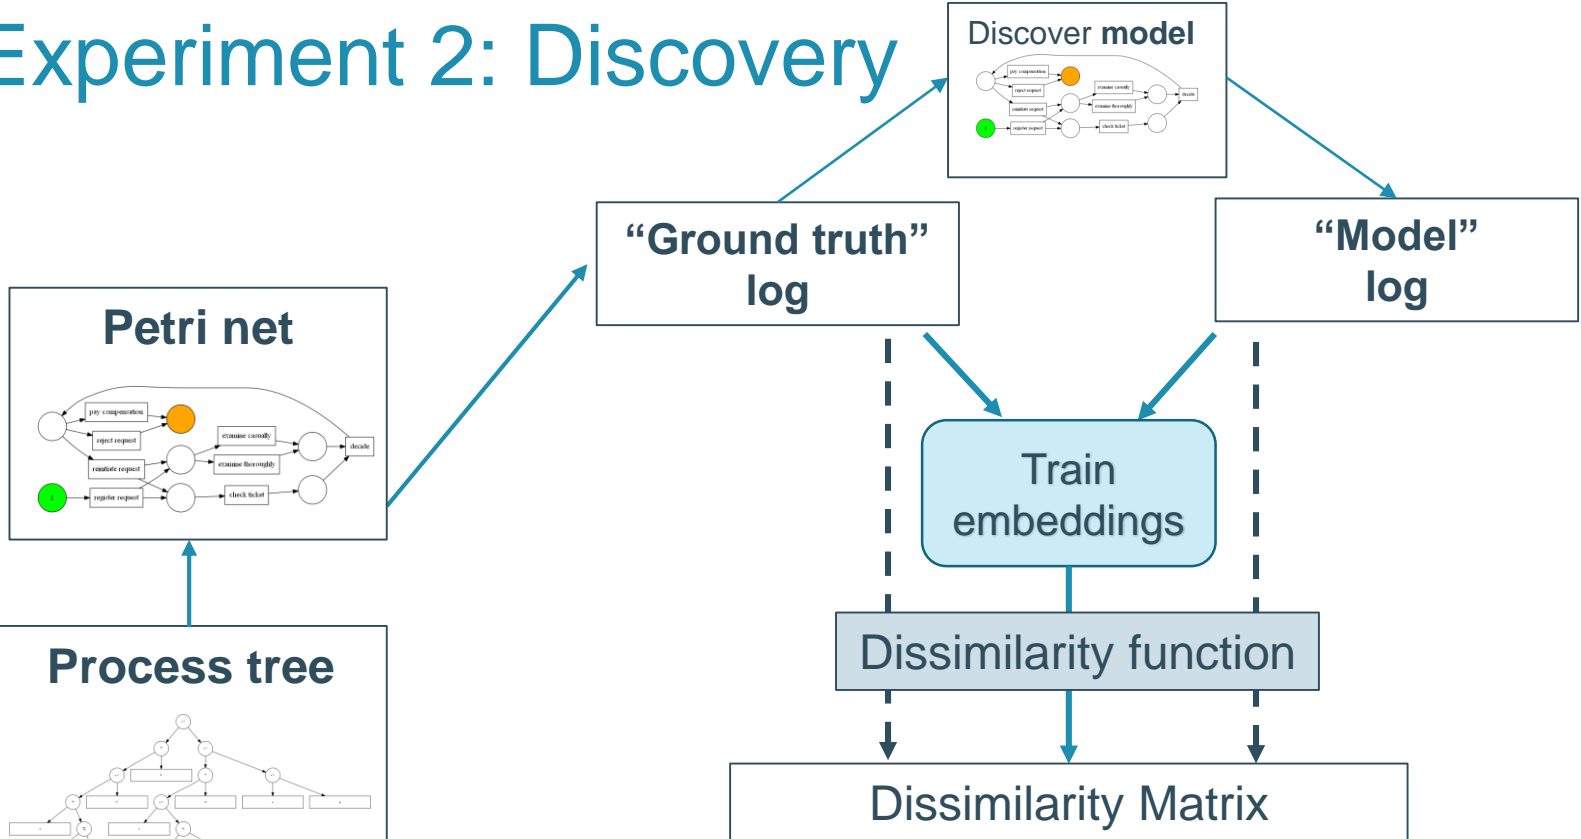 Experiment 2: Discovery
Discover model
pay compensation
reject request
reinitiate request
register request
examine casually
examine thoroughly
check ticket
decide
1
“Ground truth”
log
“Model”
log
Petri net
pay compensation
reject request
reinitiate request
register request
examine casually
examine thoroughly
check ticket
decide
1
Train
embeddings
Dissimilarity function
Process tree
Dissimilarity Matrix